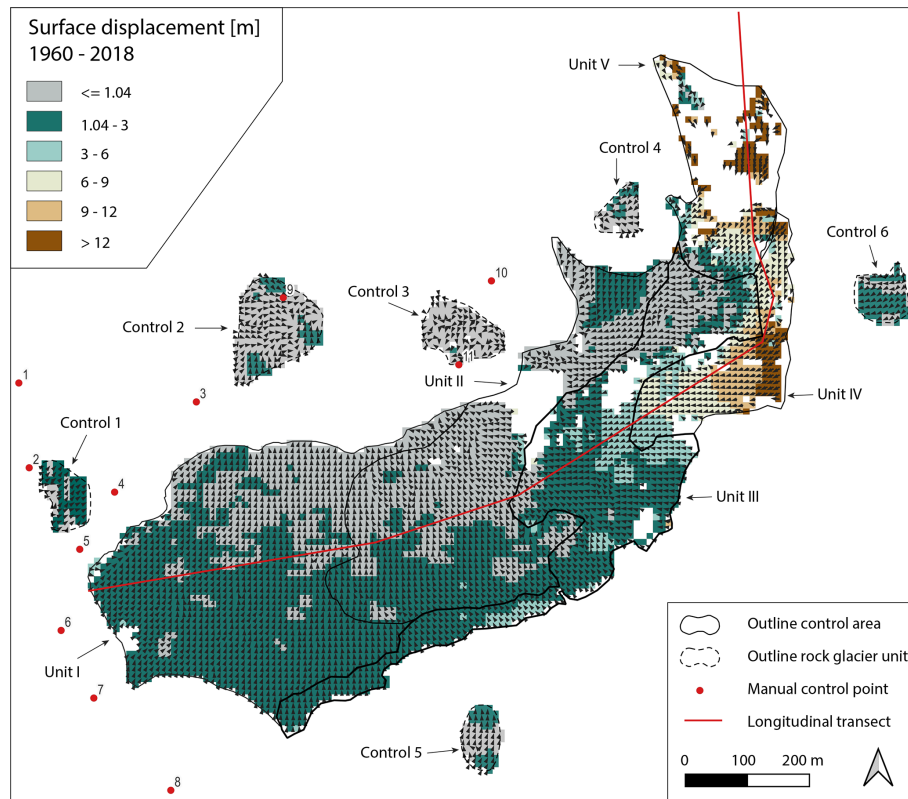 Surface displacement [m]
1960 - 2018
<= 1.04
1.04 - 3
3 - 6
6 - 9
9 - 12
> 12
Unit V
Control 4
Control 6
10
Control 3
9
Control 2
11
Unit II
1
3
Unit IV
Control 1
2
4
Unit III
5
6
Unit I
7
Control 5
8
Outline control area
Outline rock glacier unit
Manual control point
Longitudinal transect
0 100 200 m